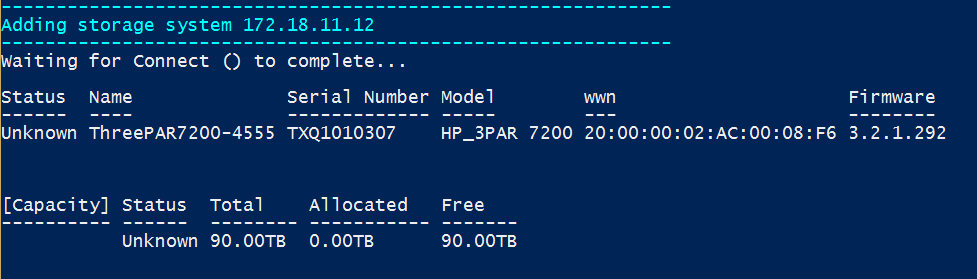 -------------------------------------------------------------
Adding storage system 172.18.11.12
-------------------------------------------------------------
Waiting for Connect () to complete...
Status  Name              Serial Number Model        wwn                     Firmware
------  ----              ------------- -----        ---                     --------
Unknown ThreePAR7200-4555 TXQ1010307    HP_3PAR 7200 20:00:00:02:AC:00:08:F6 3.2.1.292
[Capacity] Status  Total    Allocated   Free
---------- ------  -------- ----------- -------
           Unknown 90.00TB  0.00TB      90.00TB